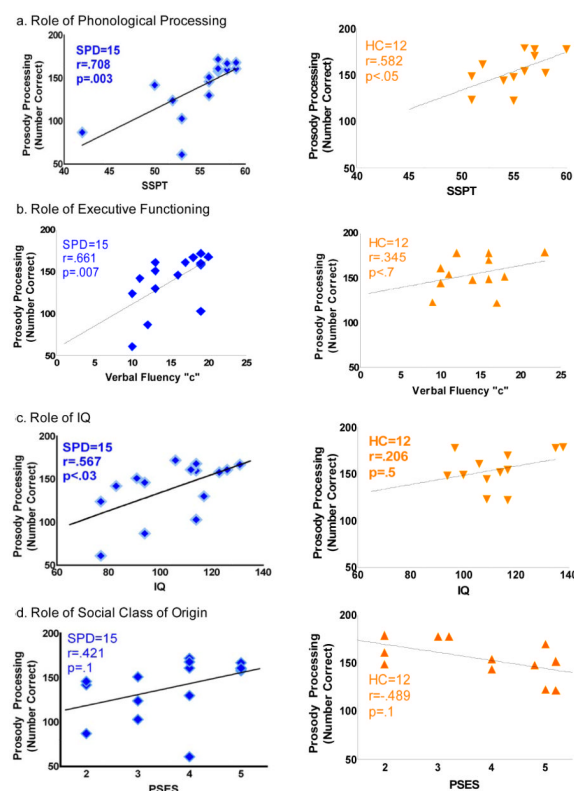 a. Role of Phonological Processing
Prosody Processing
(Number Correct)
200
150
100
50
SPD=15
r=.708
p=.003
40
45
50
55
60
SSPT
Prosody Processing
(Number Correct)
200
150
100
50
HC=12
r=.582
p<.05
40
45
50
55
60
SSPT
b. Role of Executive Functioning
Prosody Processing
(Number Correct)
200
150
100
50
SPD=15
r=.661
p=.007
0
5
10
15
20
25
Verbal Fluency "c"
Prosody Processing
(Number Correct)
200
150
100
50
HC=12
r=.345
p<.7
0
5
10
15
20
25
Verbal Fluency "c"
c. Role of IQ
Prosody Processing
(Number Correct)
200
150
100
50
SPD=15
r=.567
p<.03
60
80
100
120
140
IQ
Prosody Processing
(Number Correct)
200
150
100
50
HC=12
r=.206
p=.5
60
80
100
120
140
IQ
d. Role of Social Class of Origin
Prosody Processing
(Number Correct)
200
150
100
50
SPD=15
r=.421
p=.1
2
3
4
5
PSES
Prosody Processing
(Number Correct)
200
150
100
50
HC=12
r=-.489
p=.1
2
3
4
5
PSES